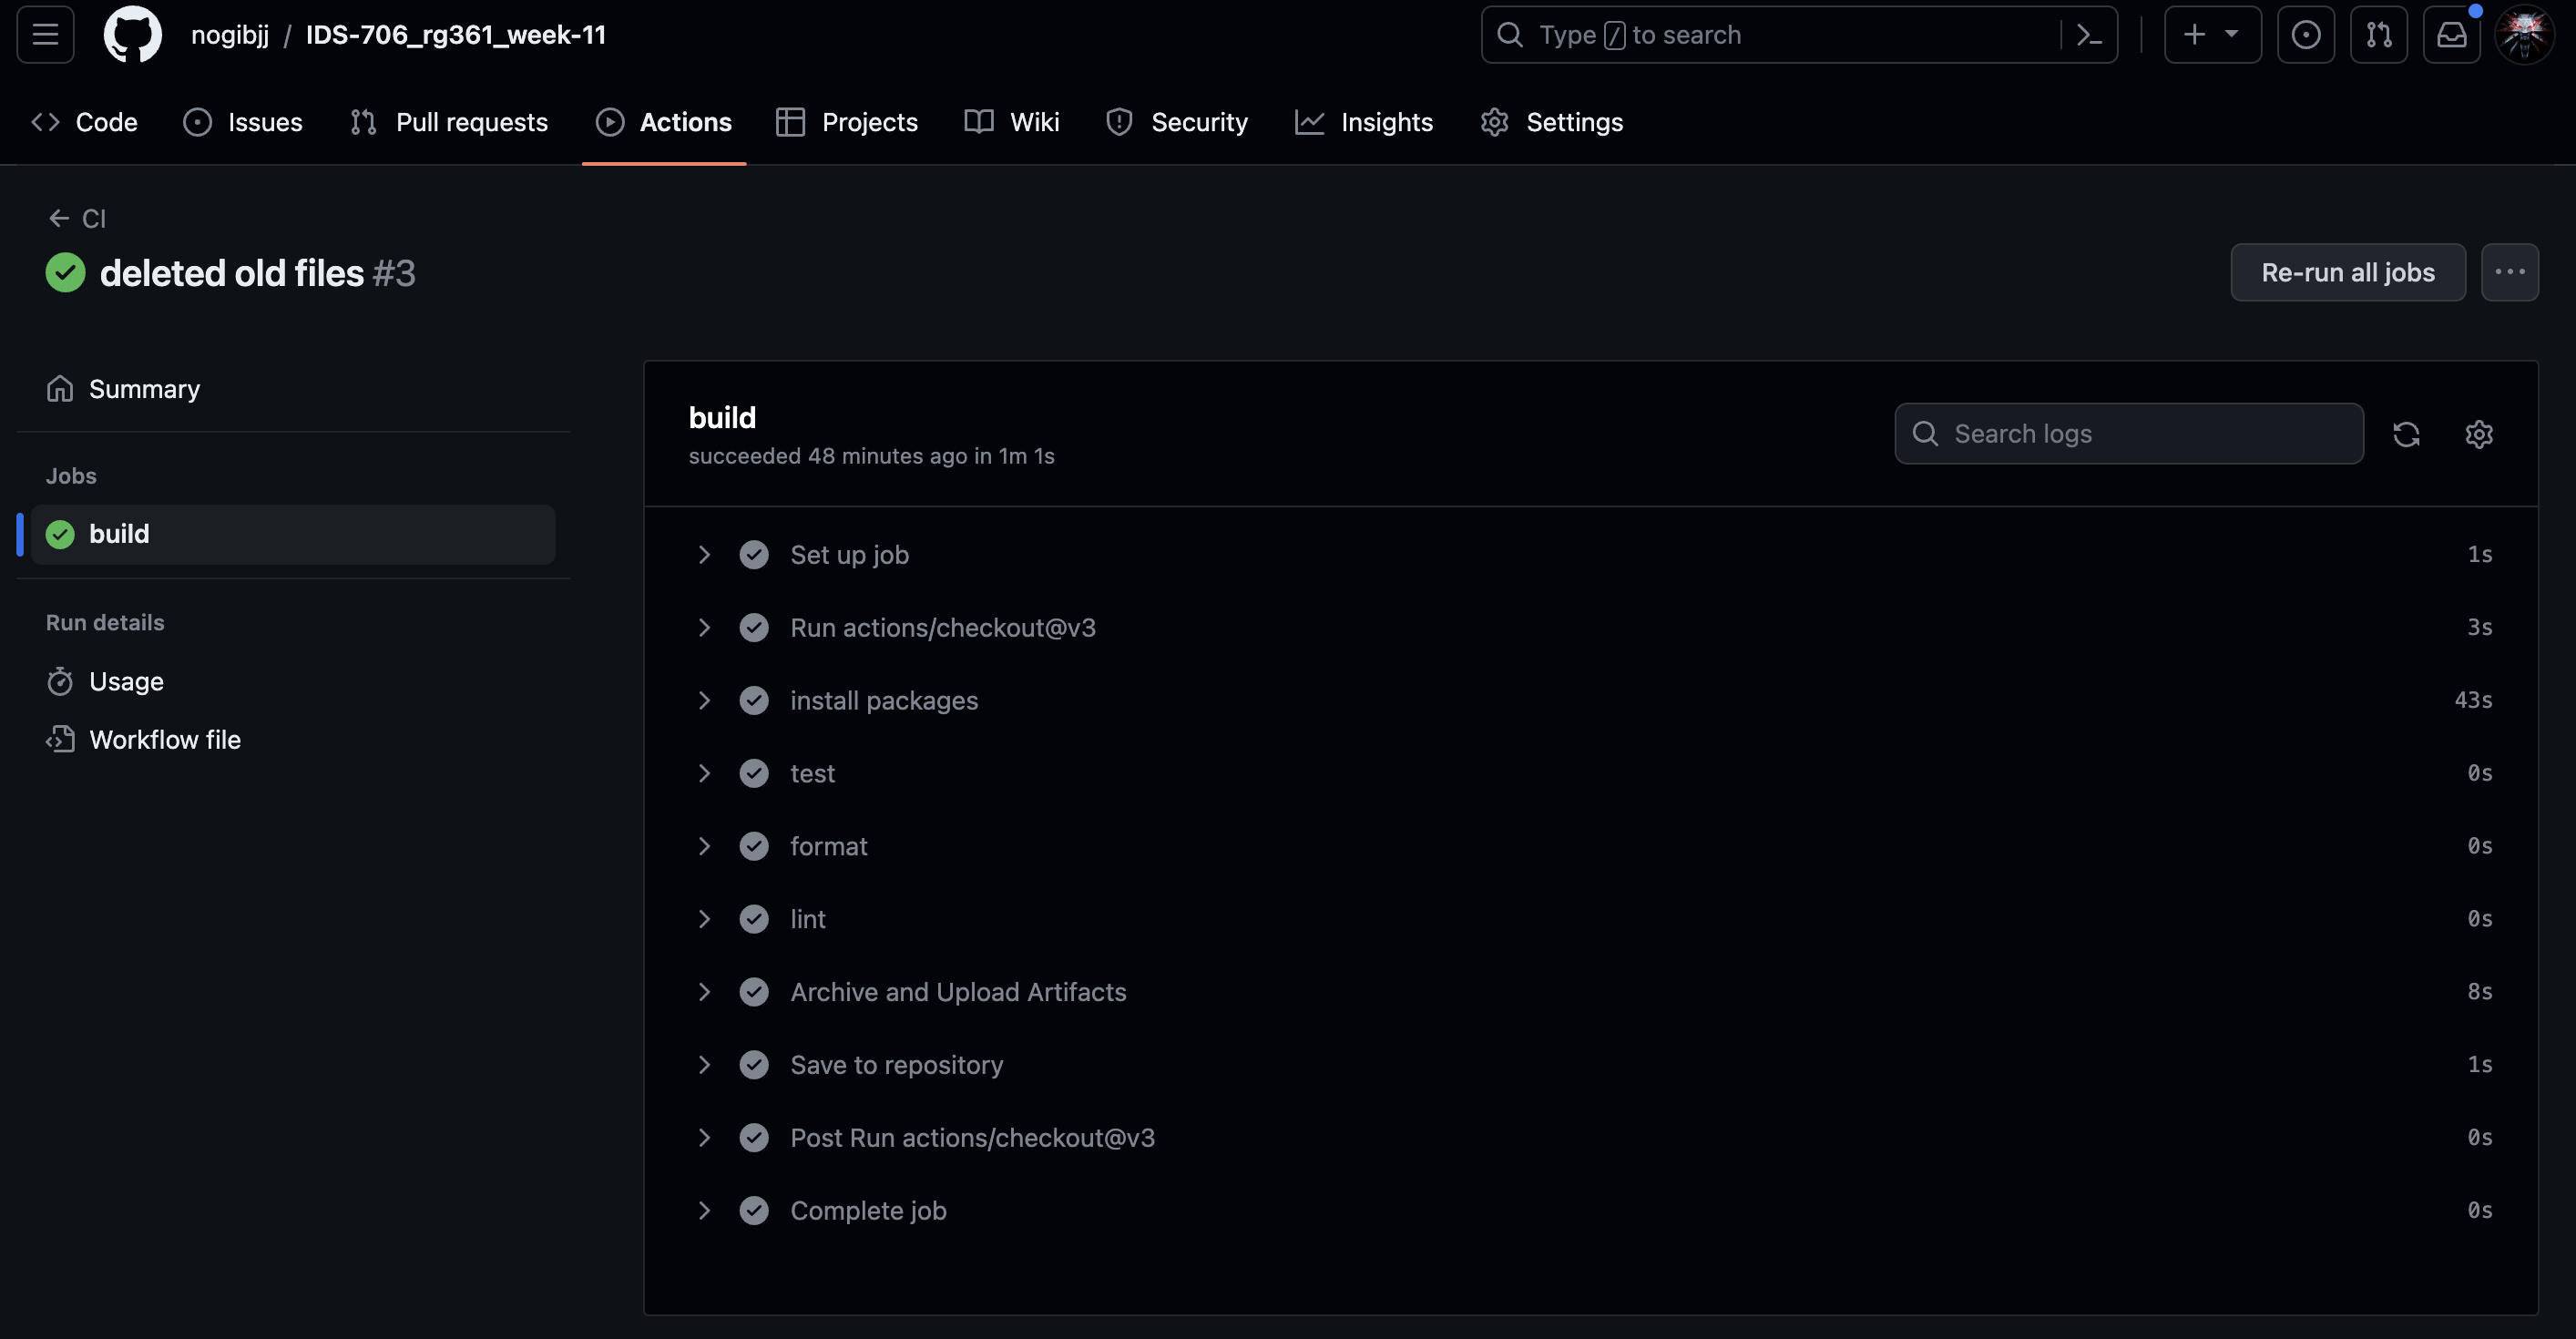 nogibjj / IDS-706_rg361_week-11
Type / to search
Code Issues Pull requests Actions Projects Wiki Security Insights Settings
CI
deleted old files #3
Re-run all jobs
Summary
Jobs
build
Run details
Usage
Workflow file
build
succeeded 48 minutes ago in 1m 1s
Search logs
Set up job 1s
Run actions/checkout@v3 3s
install packages 43s
test 0s
format 0s
lint 0s
Archive and Upload Artifacts 8s
Save to repository 1s
Post Run actions/checkout@v3 0s
Complete job 0s